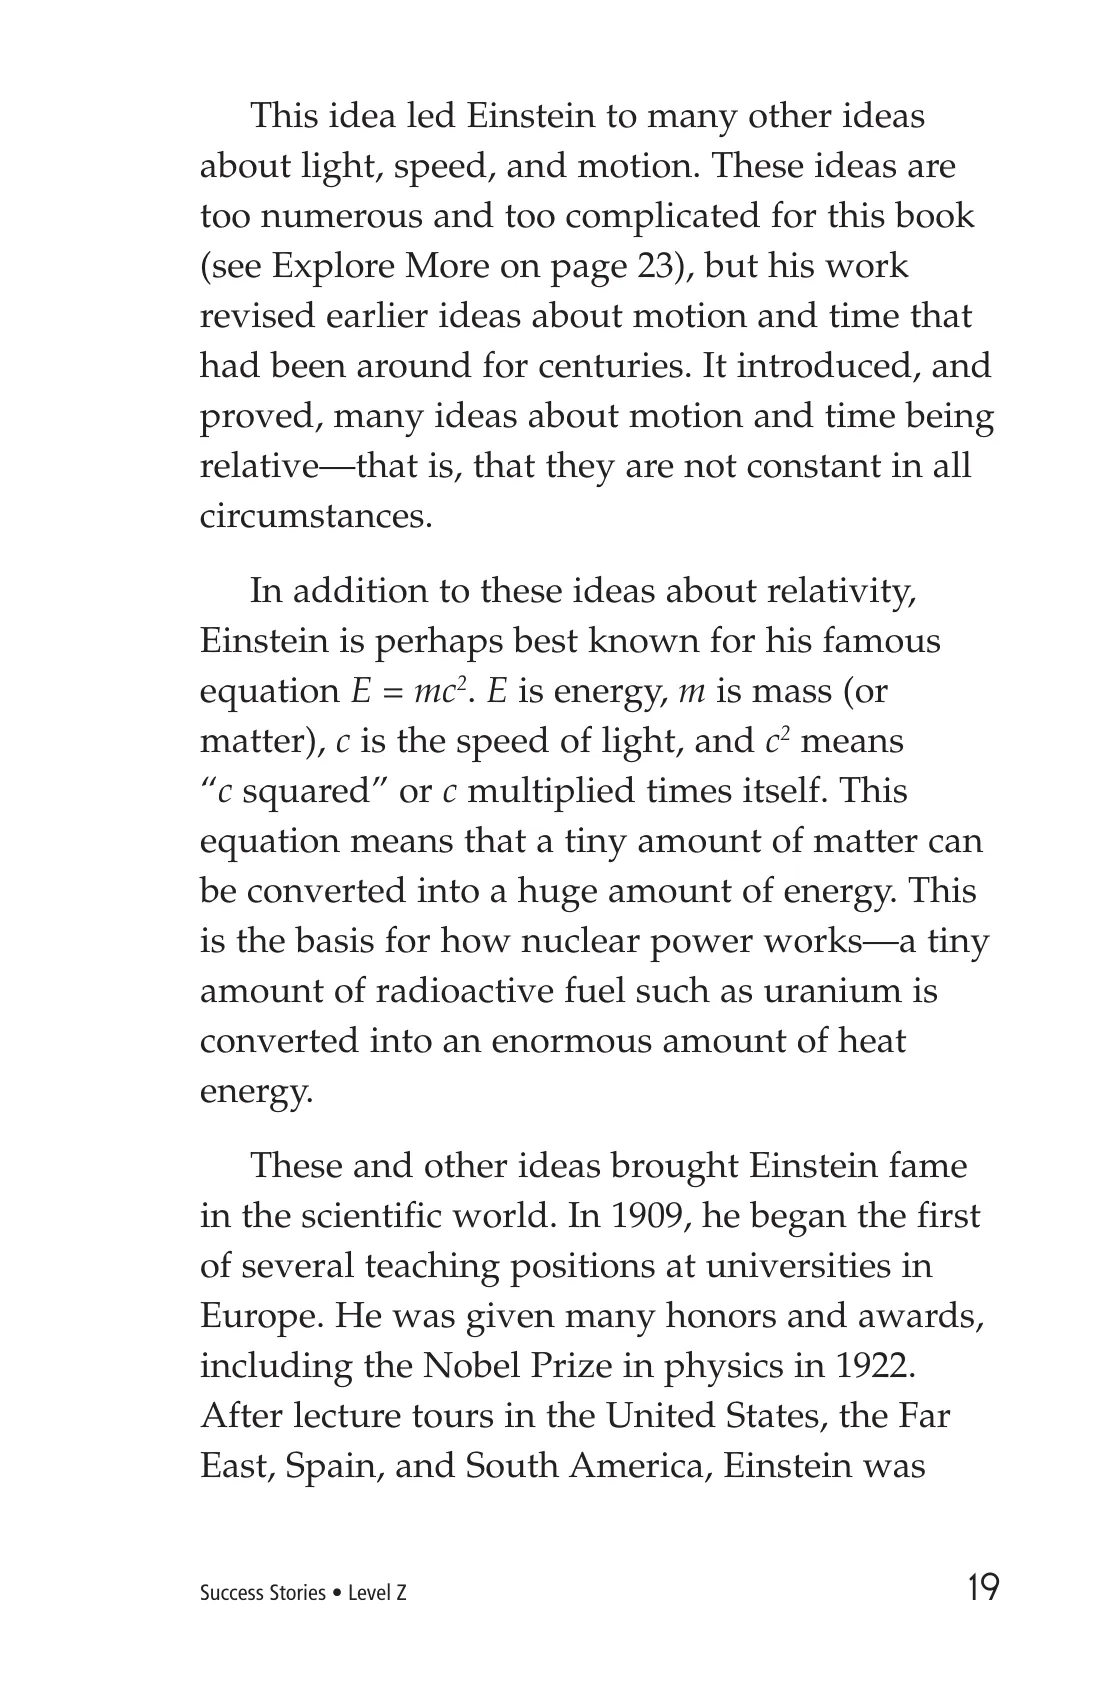 This idea led Einstein to many other ideas
about light, speed, and motion. These ideas are
too numerous and too complicated for this book
(see Explore More on page 23), but his work
revised earlier ideas about motion and time that
had been around for centuries. It introduced, and
proved, many ideas about motion and time being
relative—that is, that they are not constant in all
circumstances.
In addition to these ideas about relativity,
Einstein is perhaps best known for his famous
equation E = mc². E is energy, m is mass (or
matter), c is the speed of light, and c² means
“c squared” or c multiplied times itself. This
equation means that a tiny amount of matter can
be converted into a huge amount of energy. This
is the basis for how nuclear power works—a tiny
amount of radioactive fuel such as uranium is
converted into an enormous amount of heat
energy.
These and other ideas brought Einstein fame
in the scientific world. In 1909, he began the first
of several teaching positions at universities in
Europe. He was given many honors and awards,
including the Nobel Prize in physics in 1922.
After lecture tours in the United States, the Far
East, Spain, and South America, Einstein was
Success Stories • Level Z
19